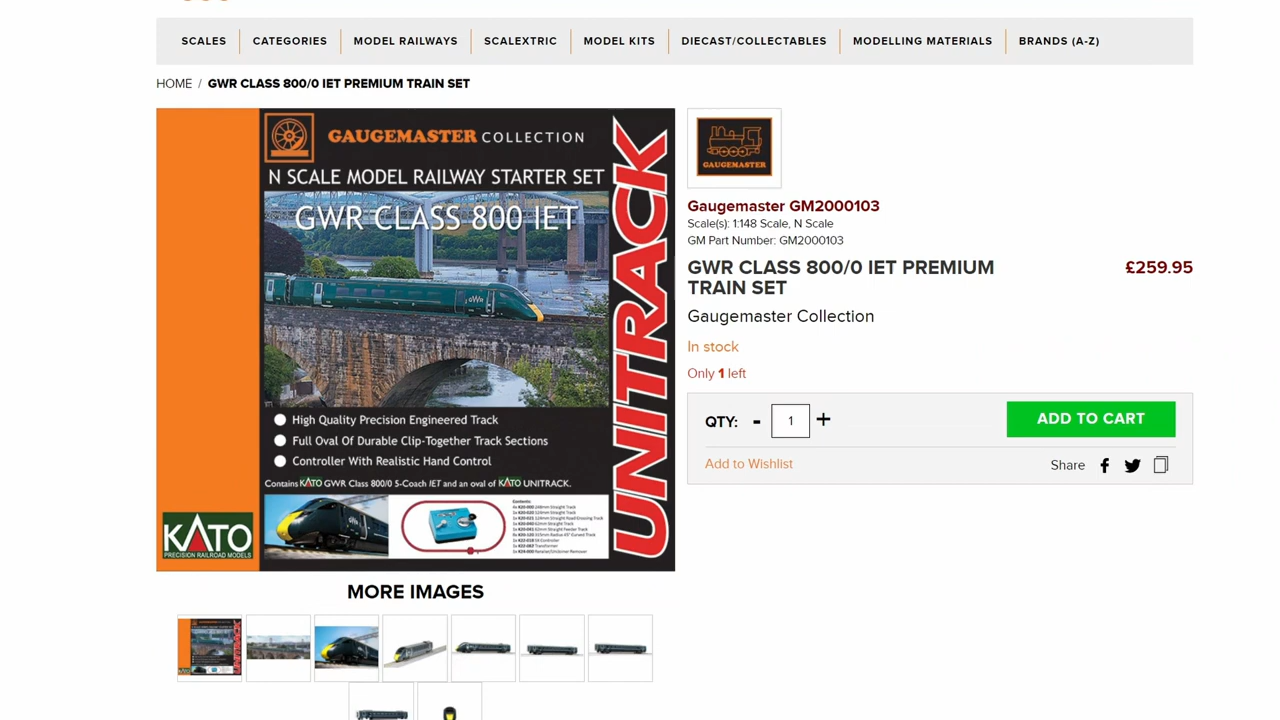 SCALES
CATEGORIES
MODEL RAILWAYS
SCALEXTRIC
MODEL KITS
DIECAST/COLLECTABLES
MODELLING MATERIALS
BRANDS (A-Z)
HOME / GWR CLASS 800/0 IET PREMIUM TRAIN SET
GAUGEMASTER COLLECTION
N SCALE MODEL RAILWAY STARTER SET
GWR CLASS 800 IET
GWR
UNITRACK
High Quality Precision Engineered Track
Full Oval Of Durable Clip-Together Track Sections
Controller With Realistic Hand Control
Contains KATO GWR Class 800/0 5-Coach IET and an oval of KATO UNITRACK.
KATO
PRECISION RAILROAD MODELS
Contents:
MORE IMAGES
GAUGEMASTER
Gaugemaster GM2000103
Scale(s): 1:148 Scale, N Scale
GM Part Number: GM2000103
GWR CLASS 800/0 IET PREMIUM
TRAIN SET
£259.95
Gaugemaster Collection
In stock
Only 1 left
QTY: - 1 +
ADD TO CART
Add to Wishlist
Share